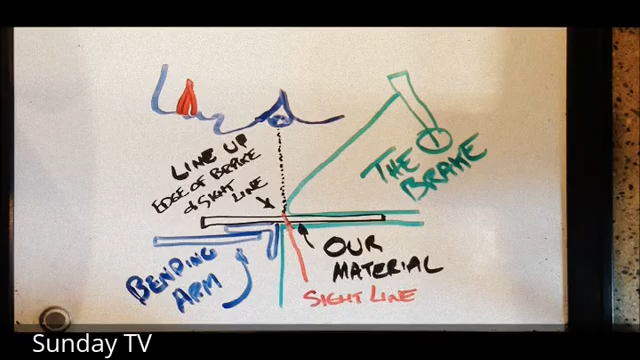 LINE UP
EDGE OF BRAKE
& SIGHT
LINE
THE
BRAKE
BENDING
ARM
OUR
MATERIAL
SIGHT LINE
Sunday TV